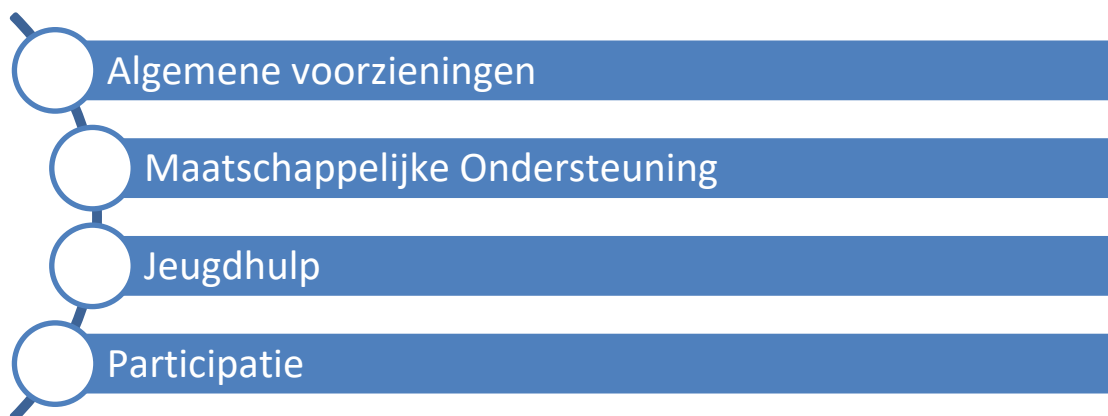 Algemene voorzieningen
Maatschappelijke Ondersteuning
Jeugdhulp
Participatie